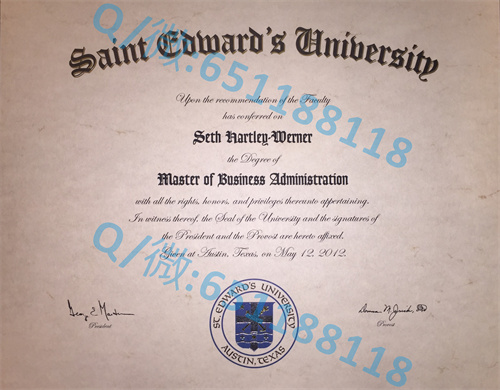 Saint Edward's University
Upon the recommendation of the Faculty
has conferred on
Seth Hartley-Werner
the Degree of
Master of Business Administration
with all the rights, honors, and privileges thereunto appertaining.
In witness thereof, the Seal of the University and the signatures of
the President and the Provost are hereto affixed.
Given at Austin, Texas, on May 12, 2012.
President
Provost
ST. EDWARD'S UNIVERSITY
AUSTIN, TEXAS
Q/微:651188118
Q/微:651188118